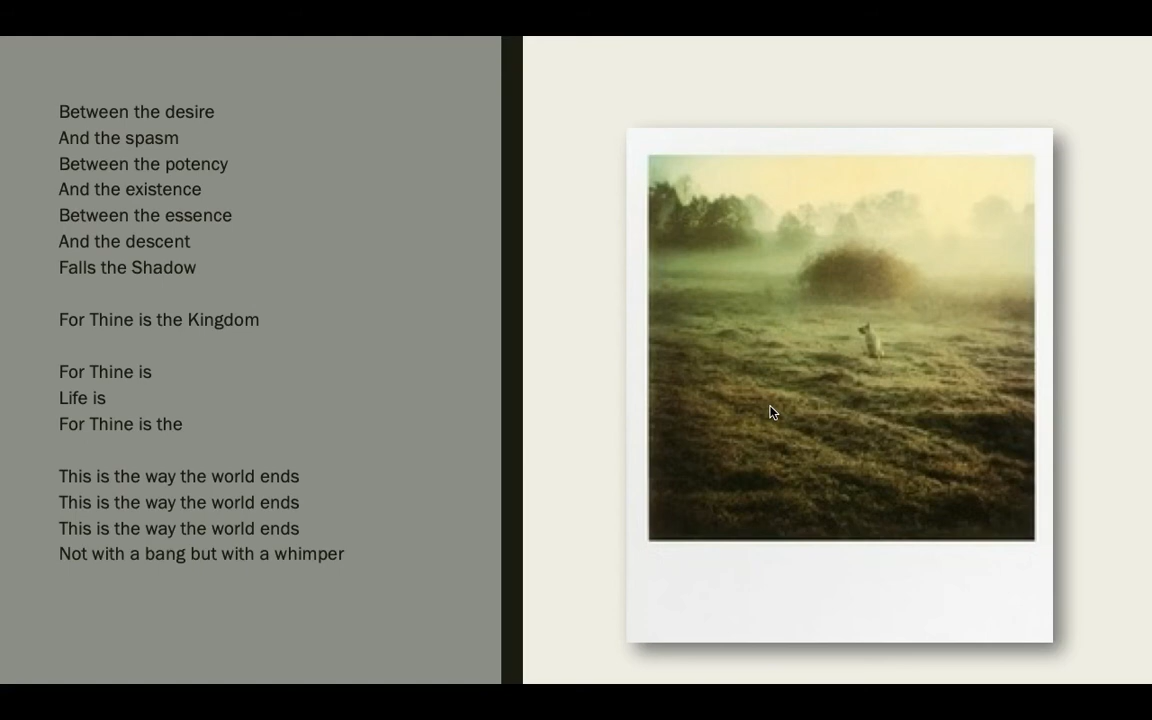 Between the desire
And the spasm
Between the potency
And the existence
Between the essence
And the descent
Falls the Shadow
For Thine is the Kingdom
For Thine is
Life is
For Thine is the
This is the way the world ends
This is the way the world ends
This is the way the world ends
Not with a bang but with a whimper